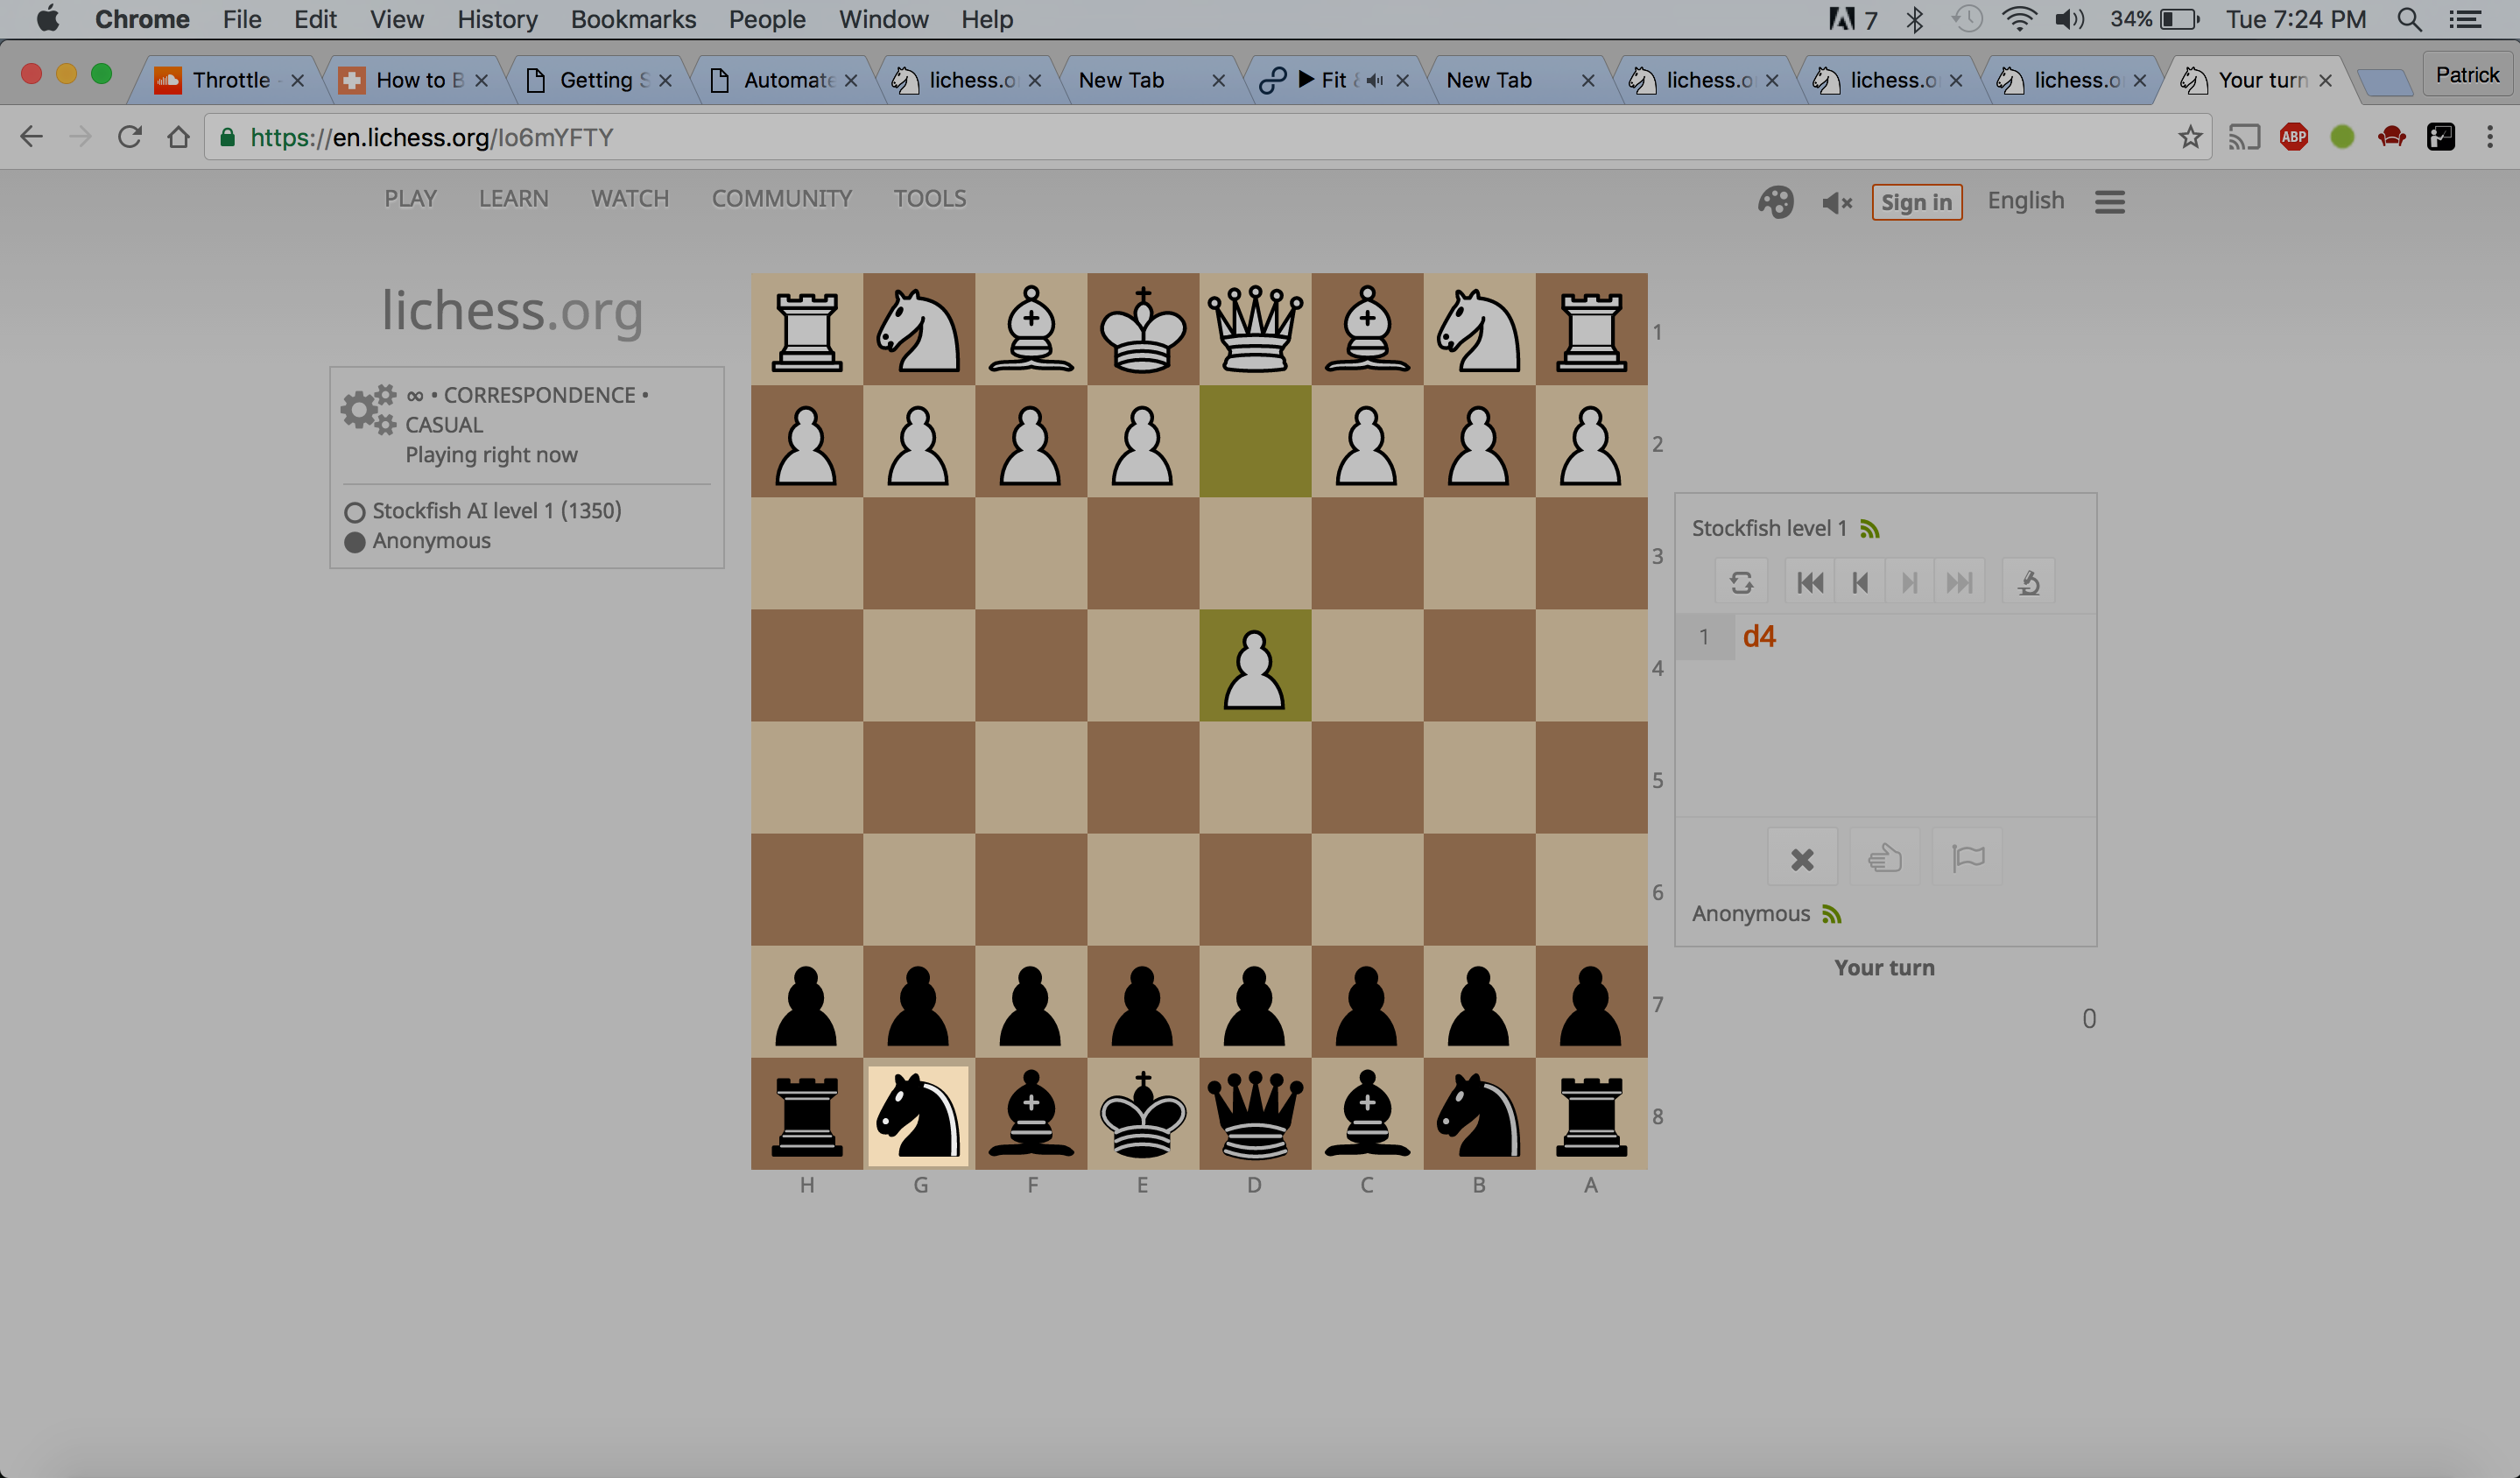 Chrome File Edit View History Bookmarks People Window Help 7 34% Tue 7:24 PM
Throttle How to B Getting S Automate lichess.o New Tab Fit New Tab lichess.o lichess.o lichess.o Your turn Patrick
https://en.lichess.org/Io6mYFTY ABP
PLAY LEARN WATCH COMMUNITY TOOLS Sign in English
lichess.org
∞ • CORRESPONDENCE •
CASUAL
Playing right now
Stockfish AI level 1 (1350)
Anonymous
1
2
3
4
5
6
7
8
H G F E D C B A
Stockfish level 1
1 d4
Anonymous
Your turn
0